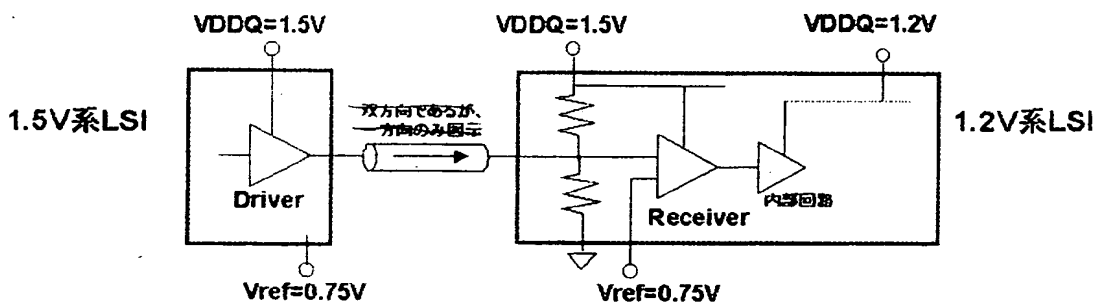 VDDQ=1.5V
VDDQ=1.5V
VDDQ=1.2V
1.5V系LSI
双方向であるが、
一方向のみ図示
1.2V系LSI
Driver
Receiver
内部回路
Vref=0.75V
Vref=0.75V